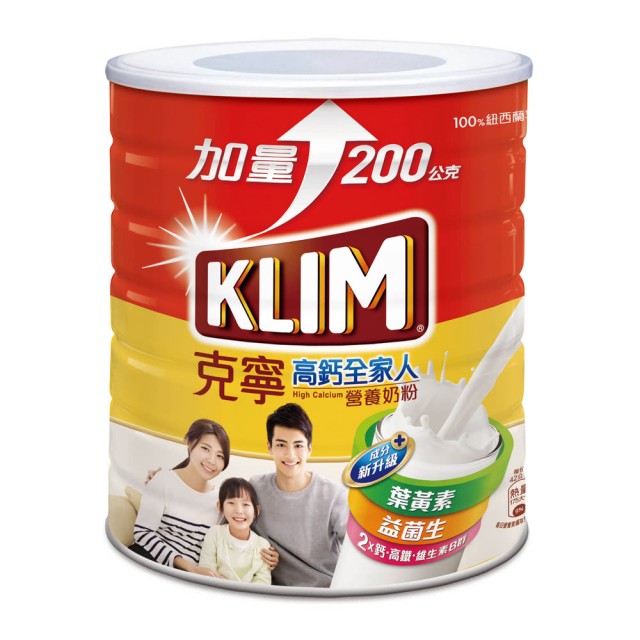 100%紐西蘭
加量 200公克
KLIM®
克寧 高鈣全家人
High Calcium 營養奶粉
成分
新升級
葉黃素
益菌生
2x鈣·高鐵·維生素B群
熱量